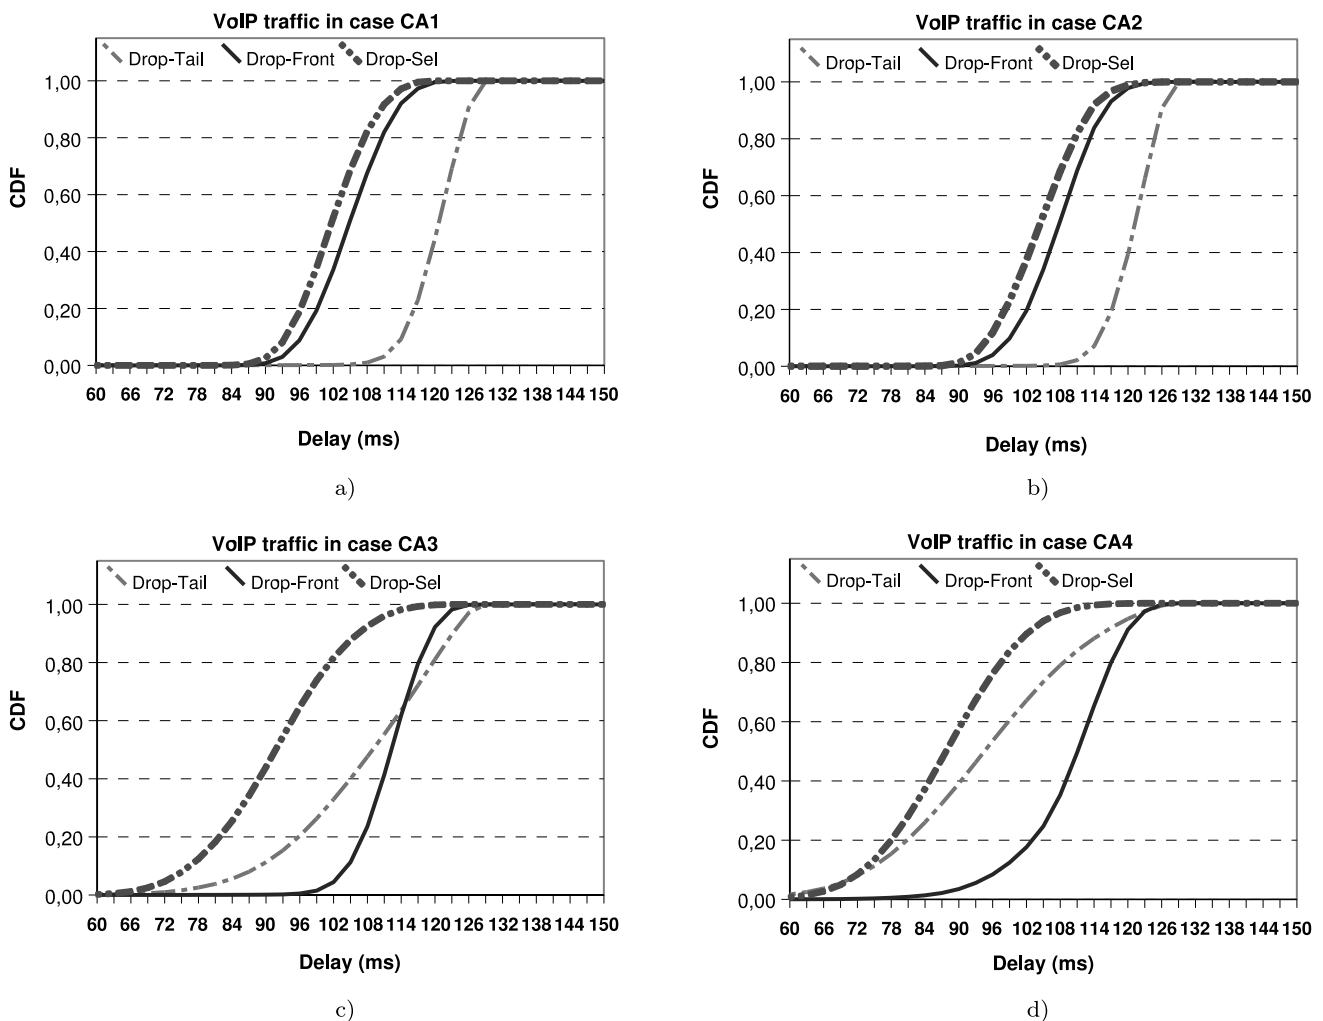 VoIP traffic in case CA1
Drop-Tail Drop-Front Drop-Sel
1,00
0,80
0,60
0,40
0,20
0,00
CDF
60 66 72 78 84 90 96 102 108 114 120 126 132 138 144 150
Delay (ms)
a)
VoIP traffic in case CA2
Drop-Tail Drop-Front Drop-Sel
1,00
0,80
0,60
0,40
0,20
0,00
CDF
60 66 72 78 84 90 96 102 108 114 120 126 132 138 144 150
Delay (ms)
b)
VoIP traffic in case CA3
Drop-Tail Drop-Front Drop-Sel
1,00
0,80
0,60
0,40
0,20
0,00
CDF
60 66 72 78 84 90 96 102 108 114 120 126 132 138 144 150
Delay (ms)
c)
VoIP traffic in case CA4
Drop-Tail Drop-Front Drop-Sel
1,00
0,80
0,60
0,40
0,20
0,00
CDF
60 66 72 78 84 90 96 102 108 114 120 126 132 138 144 150
Delay (ms)
d)